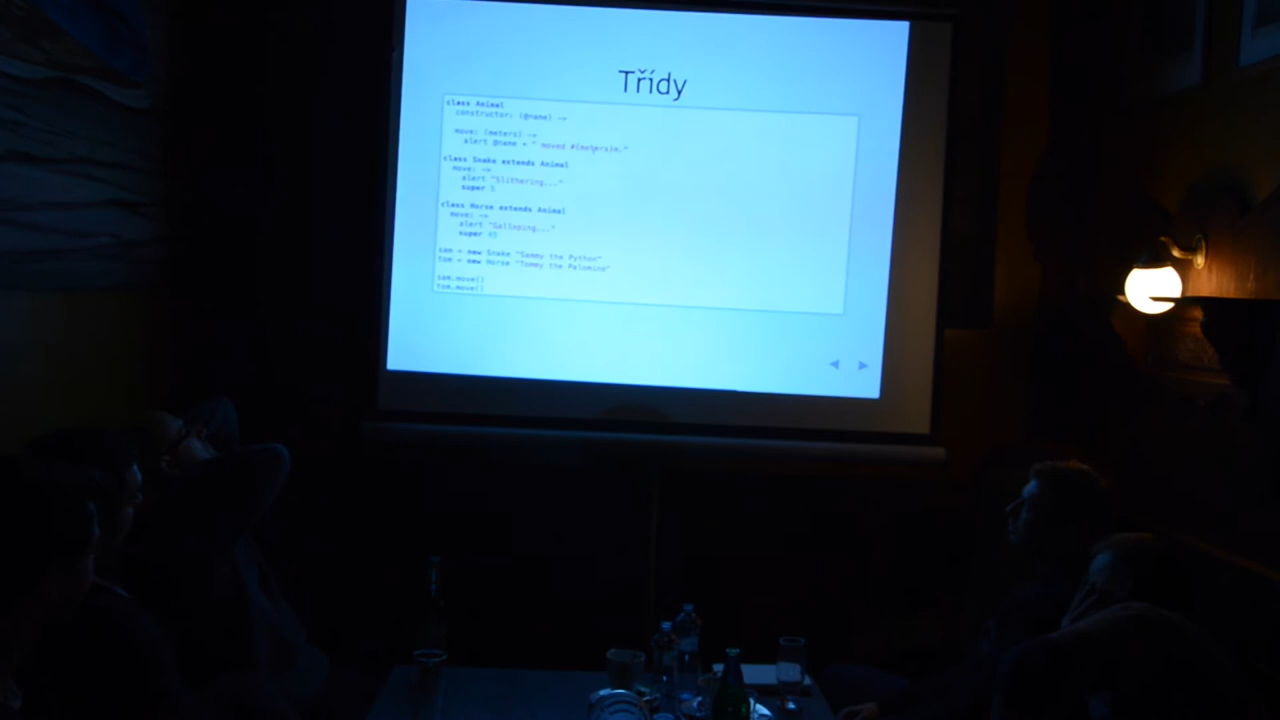 Třídy
class Animal
constructor: (@name) ->
move: (meters) ->
alert @name + " moved #{meters}m."
class Snake extends Animal
move: ->
alert "Slithering..."
super 5
class Horse extends Animal
move: ->
alert "Galloping..."
super 45
sam = new Snake "Sammy the Python"
tom = new Horse "Tommy the Palomino"
sam.move()
tom.move()